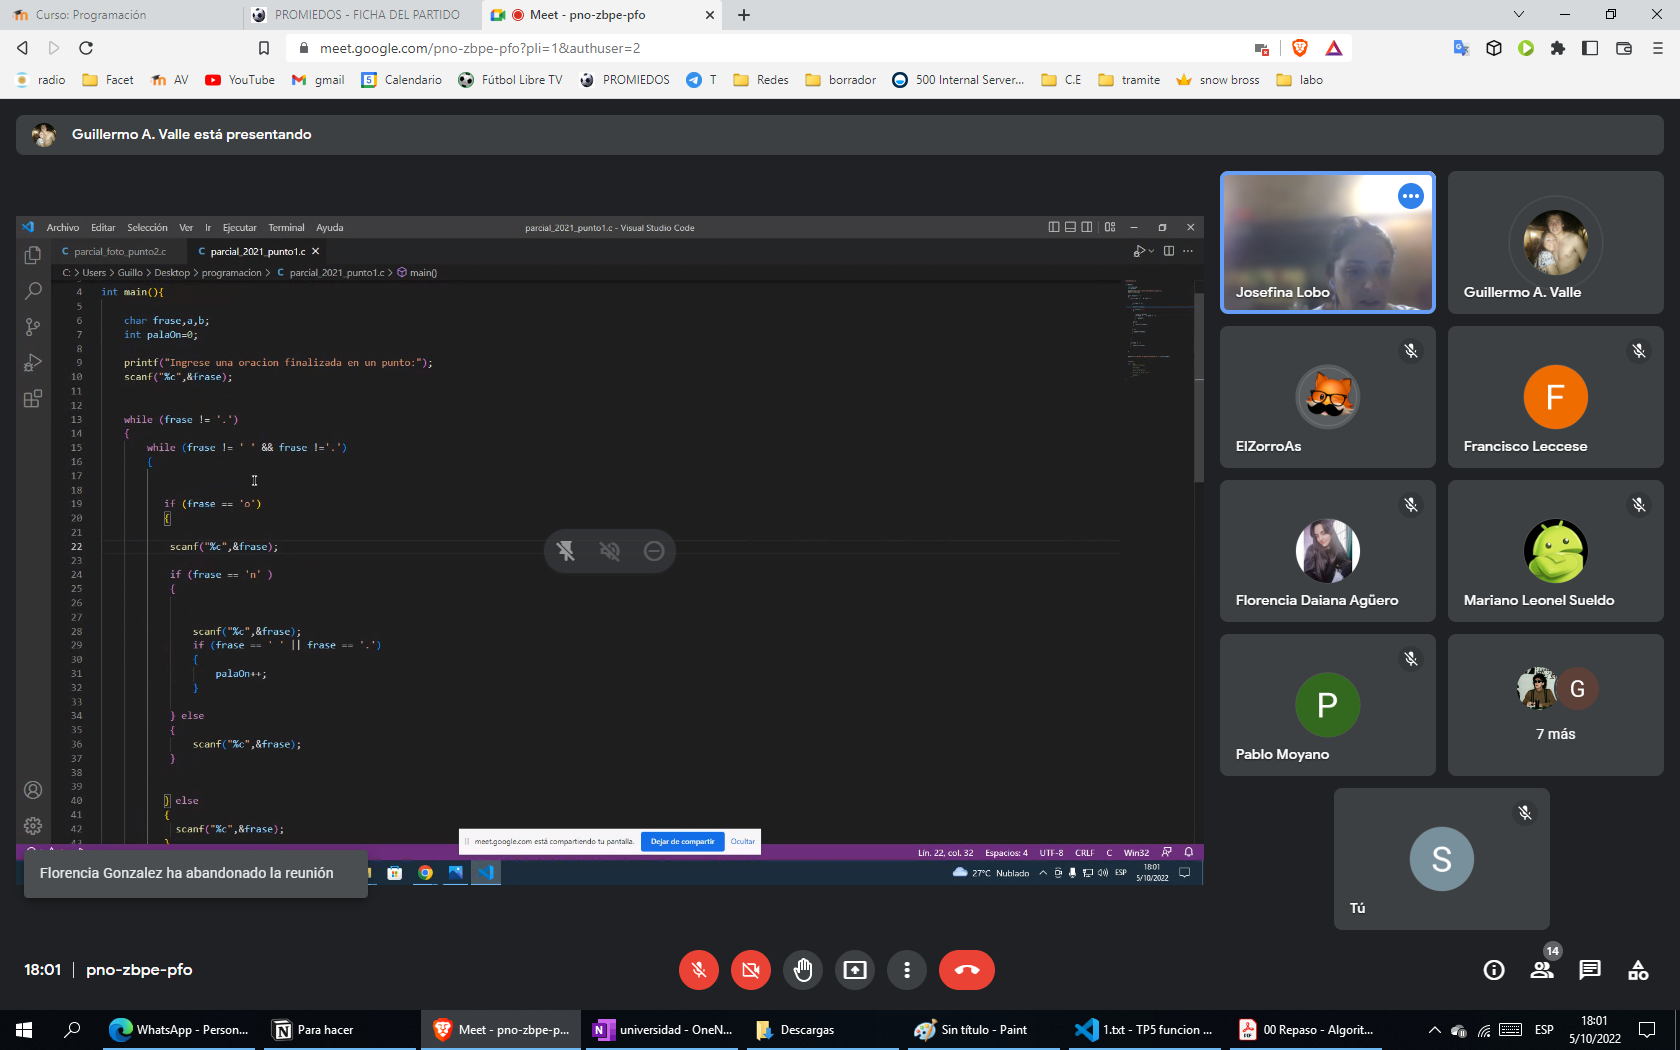 Curso: Programación
PROMIEDOS - FICHA DEL PARTIDO
Meet - pno-zbpe-pfo
meet.google.com/pno-zbpe-pfo?pli=1&authuser=2
radio
Facet
AV
YouTube
gmail
Calendario
Fútbol Libre TV
PROMIEDOS
T
Redes
borrador
500 Internal Server...
C.E
tramite
snow bross
labo
Guillermo A. Valle está presentando
Archivo Editar Selección Ver Ir Ejecutar Terminal Ayuda
parcial_2021_punto1.c - Visual Studio Code
C parcial_foto_punto2.c
C parcial_2021_punto1.c
C: > Users > Guillo > Desktop > programacion > C parcial_2021_punto1.c > main()
4 int main(){
5
6 char frase,a,b;
7 int palaOn=0;
8
9 printf("Ingrese una oracion finalizada en un punto:");
10 scanf("%c",&frase);
11
12
13 while (frase != '.')
14 {
15 while (frase != ' ' && frase !='.')
16 {
17
18
19 if (frase == 'o')
20 {
21
22 scanf("%c",&frase);
23
24 if (frase == 'n' )
25 {
26
27
28 scanf("%c",&frase);
29 if (frase == ' ' || frase == '.')
30 {
31 palaOn++;
32 }
33
34 } else
35 {
36 scanf("%c",&frase);
37 }
38
39
40 } else
41 {
42 scanf("%c",&frase);
meet.google.com está compartiendo tu pantalla.
Dejar de compartir
Ocultar
Lín. 22, col. 32 Espacios: 4 UTF-8 CRLF C Win32
27°C Nublado
ESP
18:01
5/10/2022
Florencia Gonzalez ha abandonado la reunión
Josefina Lobo
Guillermo A. Valle
ElZorroAs
F
Francisco Leccese
Florencia Daiana Agüero
Mariano Leonel Sueldo
P
Pablo Moyano
G
7 más
S
Tú
18:01 | pno-zbpe-pfo
14
WhatsApp - Person...
Para hacer
Meet - pno-zbpe-p...
universidad - OneN...
Descargas
Sin título - Paint
1.txt - TP5 funcion ...
00 Repaso - Algorit...
ESP
18:01
5/10/2022